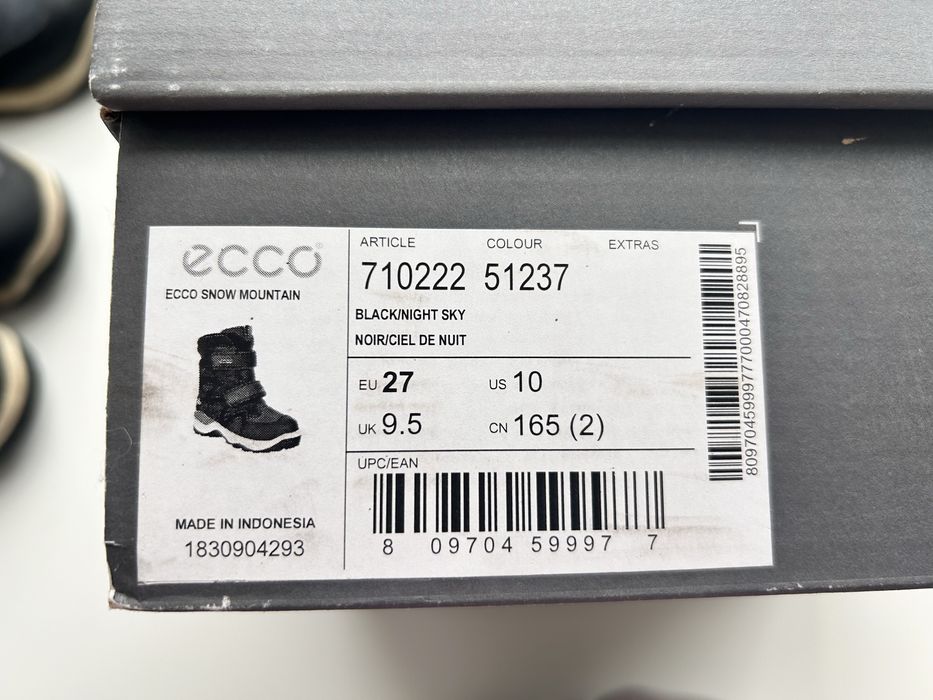 ecco®
ECCO SNOW MOUNTAIN
MADE IN INDONESIA
1830904293
ARTICLE COLOUR EXTRAS
710222 51237
BLACK/NIGHT SKY
NOIR/CIEL DE NUIT
EU 27 US 10
UK 9.5 CN 165 (2)
UPC/EAN
8 09704 59997 7
8097045999777000470828895